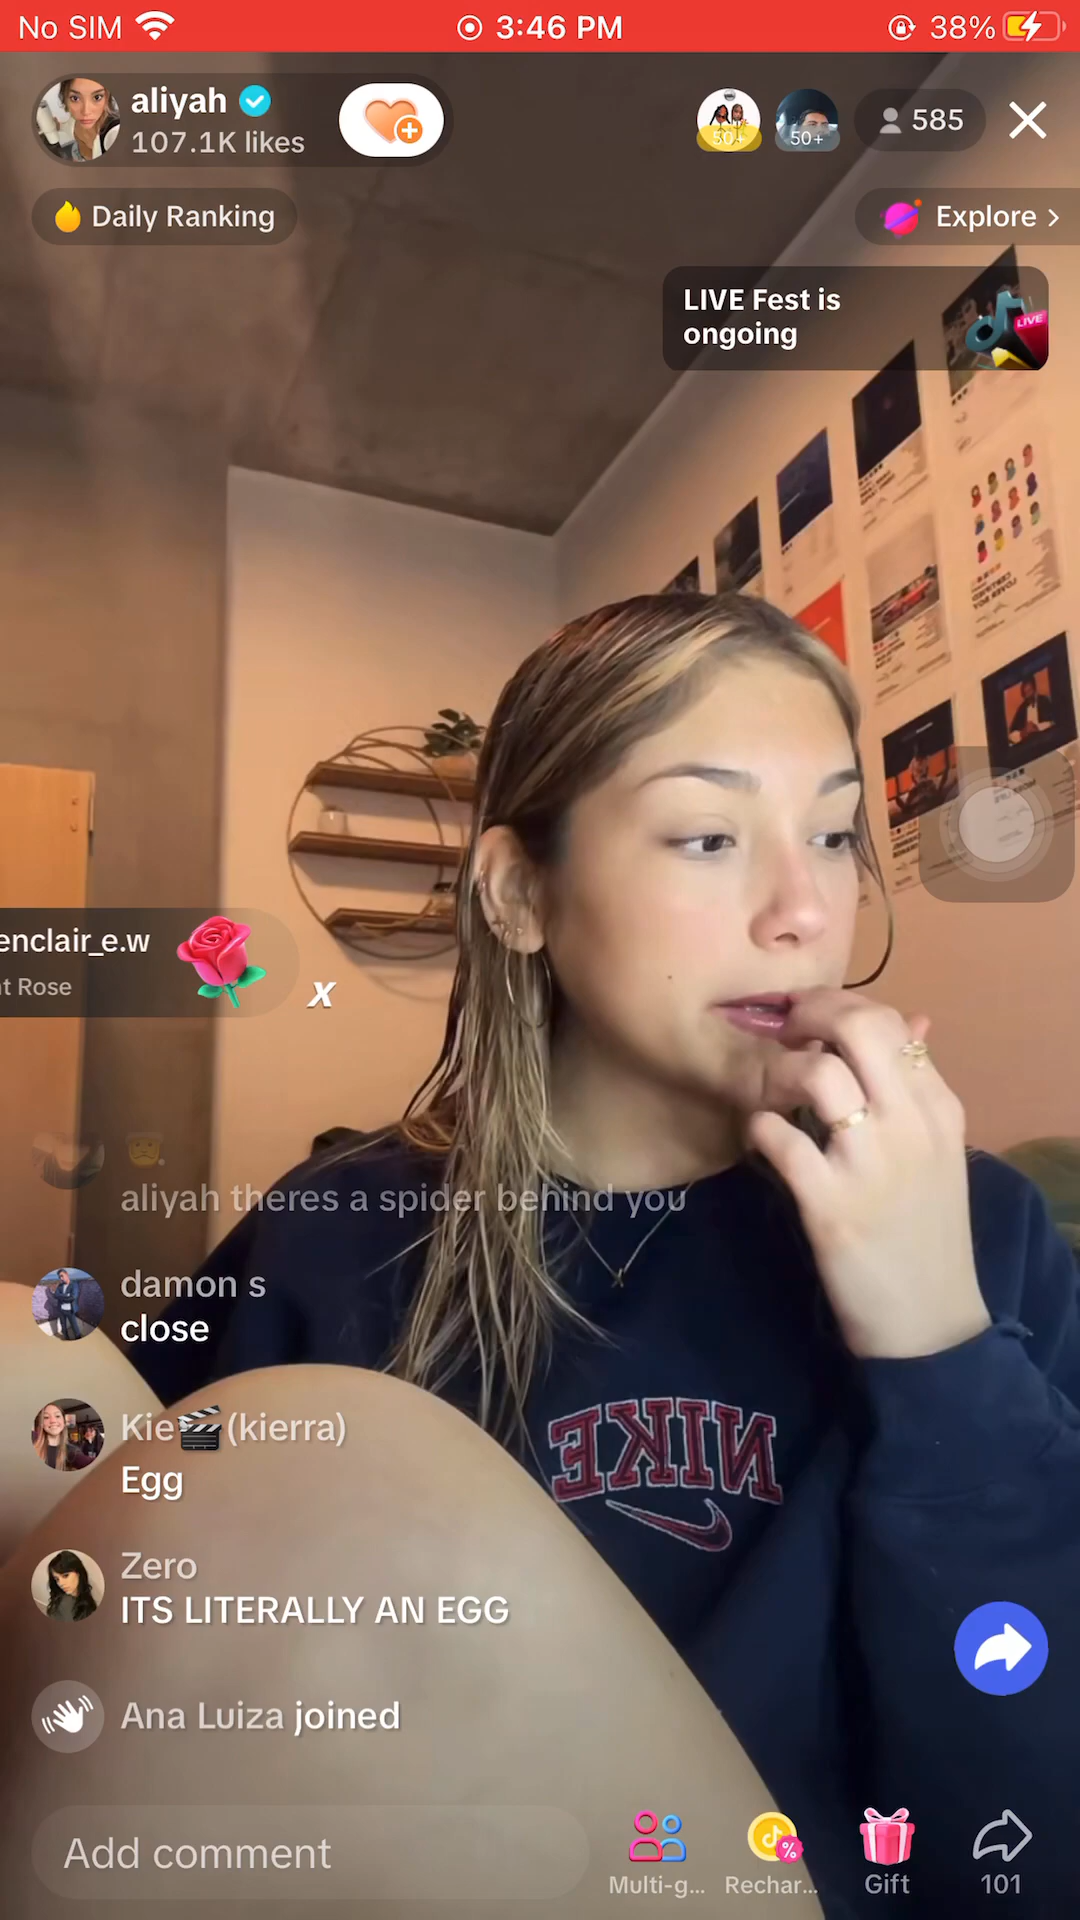 No SIM 3:46 PM 38%
aliyah
107.1K likes
50+ 50+ 585
Daily Ranking
Explore >
LIVE Fest is
ongoing
LIVE
enclair_e.w
t Rose
x
aliyah theres a spider behind you
damon s
close
Kie🎬(kierra)
Egg
NIKE
Zero
ITS LITERALLY AN EGG
Ana Luiza joined
Add comment
Multi-g... Rechar... Gift 101